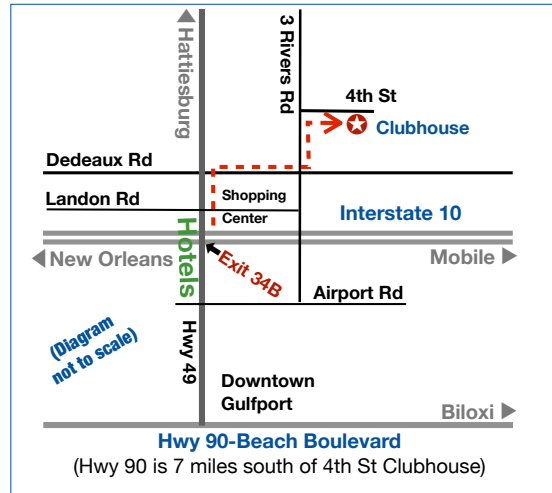 Hattiesburg
3 Rivers Rd
4th St
Clubhouse
Dedeaux Rd
Landon Rd
Shopping
Center
Interstate 10
New Orleans
Hotels
Exit 34B
Mobile
Airport Rd
(Diagram
not to scale)
Hwy 49
Downtown
Gulfport
Biloxi
Hwy 90-Beach Boulevard
(Hwy 90 is 7 miles south of 4th St Clubhouse)